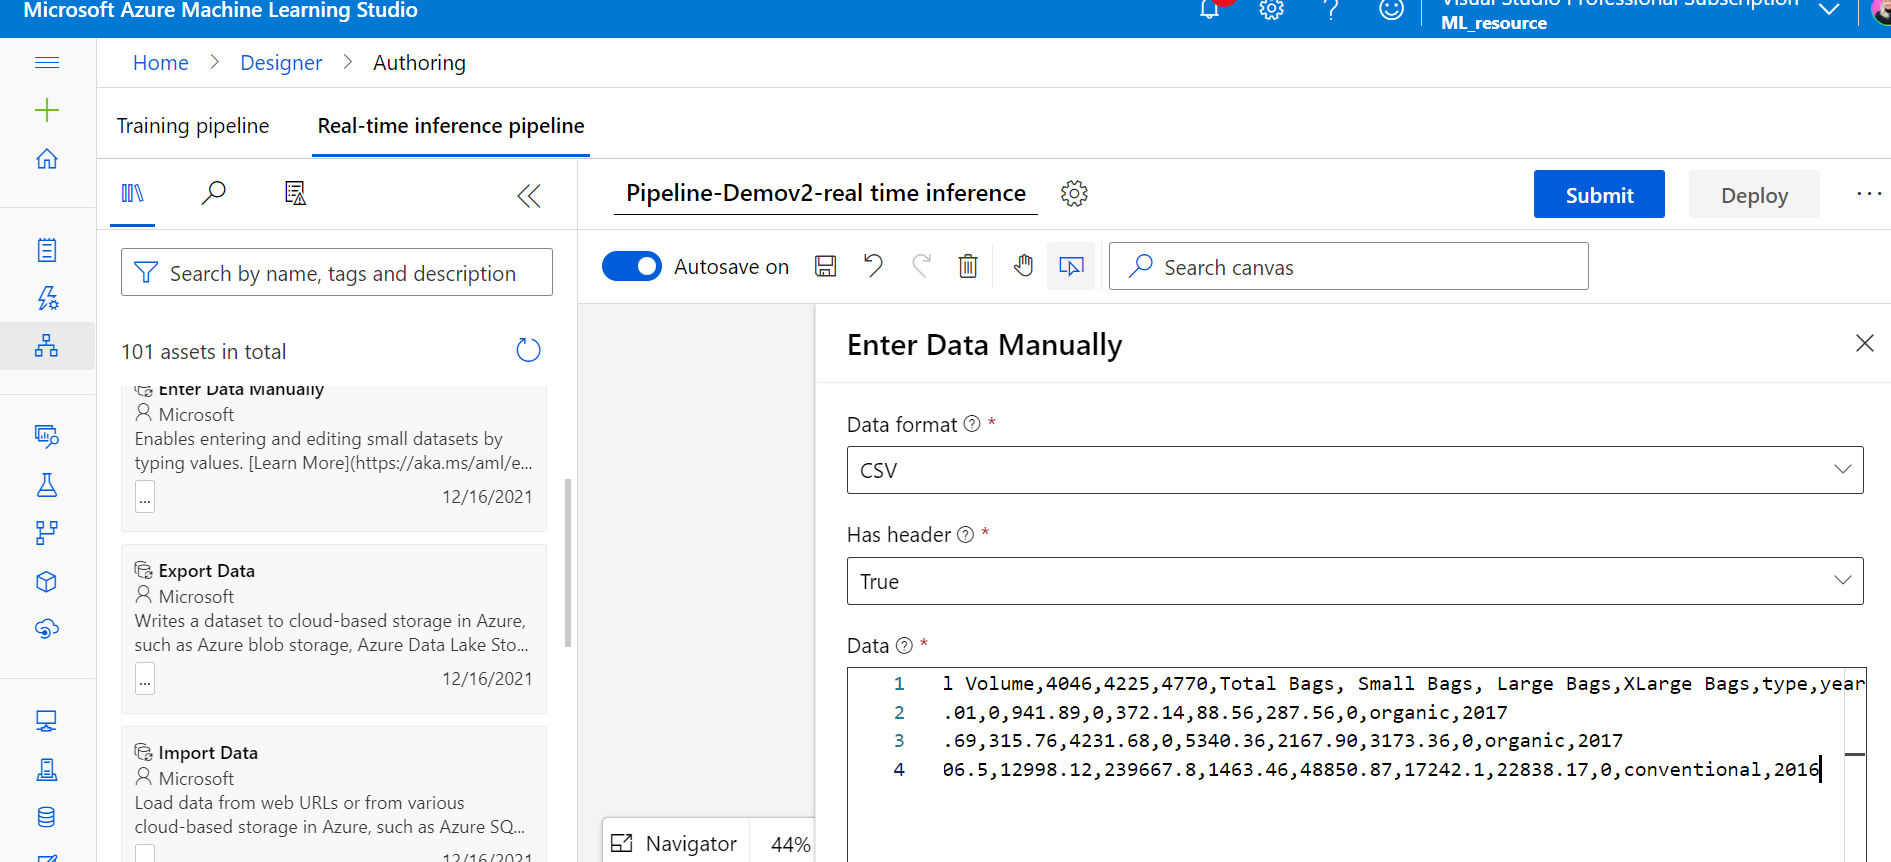 Microsoft Azure Machine Learning Studio
Visual Studio Professional Subscription
ML_resource
Home > Designer > Authoring
Training pipeline
Real-time inference pipeline
Pipeline-Demov2-real time inference
Submit
Deploy
...
Search by name, tags and description
Autosave on
Search canvas
101 assets in total
Enter Data Manually
Microsoft
Enables entering and editing small datasets by
typing values. [Learn More](https://aka.ms/aml/e...
...
12/16/2021
Export Data
Microsoft
Writes a dataset to cloud-based storage in Azure,
such as Azure blob storage, Azure Data Lake Sto...
...
12/16/2021
Import Data
Microsoft
Load data from web URLs or from various
cloud-based storage in Azure, such as Azure SQ...
12/16/2021
Enter Data Manually
Data format ? *
CSV
Has header ? *
True
Data ? *
1 l Volume,4046,4225,4770,Total Bags, Small Bags, Large Bags,XLarge Bags,type,year
2 .01,0,941.89,0,372.14,88.56,287.56,0,organic,2017
3 .69,315.76,4231.68,0,5340.36,2167.90,3173.36,0,organic,2017
4 06.5,12998.12,239667.8,1463.46,48850.87,17242.1,22838.17,0,conventional,2016
Navigator
44%